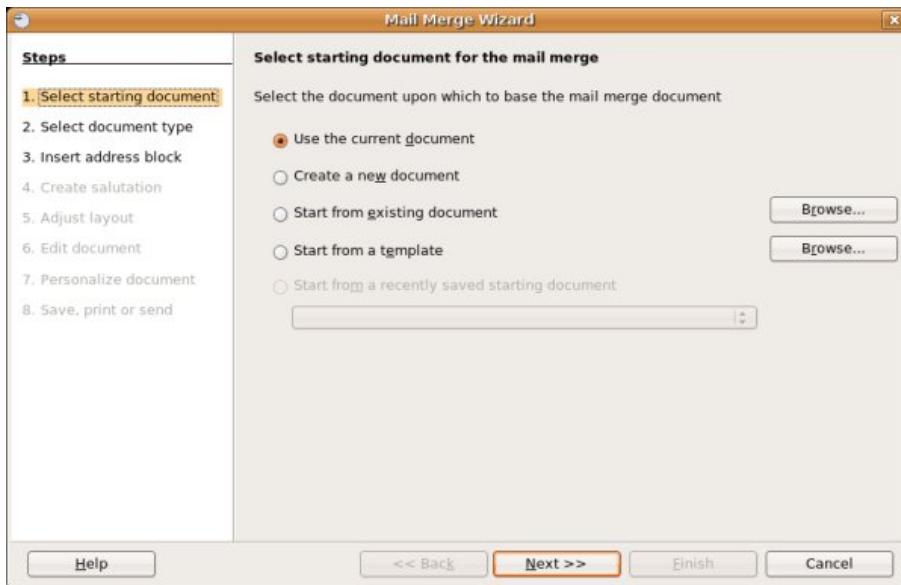 Mail Merge Wizard
Steps
1. Select starting document
2. Select document type
3. Insert address block
4. Create salutation
5. Adjust layout
6. Edit document
7. Personalize document
8. Save, print or send
Select starting document for the mail merge
Select the document upon which to base the mail merge document
Use the current document
Create a new document
Start from existing document
Browse...
Start from a template
Browse...
Start from a recently saved starting document
Help
<< Back
Next >>
Finish
Cancel